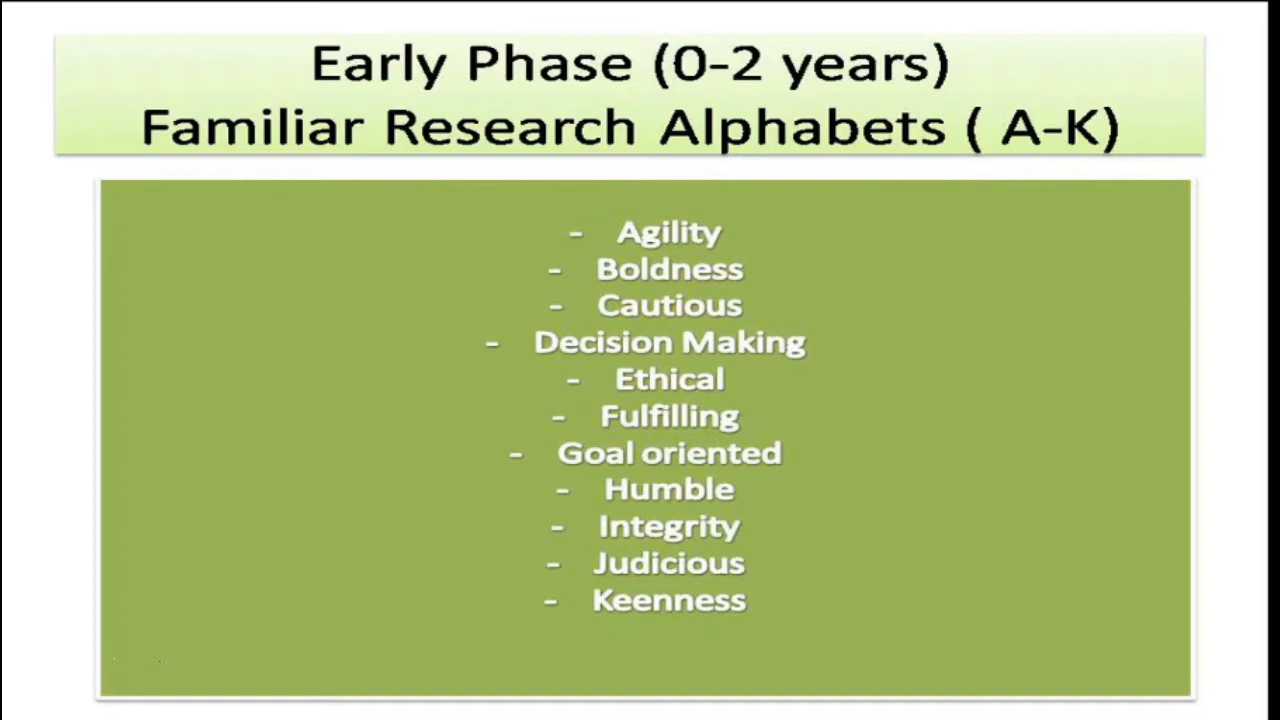 Early Phase (0-2 years)
Familiar Research Alphabets ( A-K)
- Agility
- Boldness
- Cautious
- Decision Making
- Ethical
- Fulfilling
- Goal oriented
- Humble
- Integrity
- Judicious
- Keenness